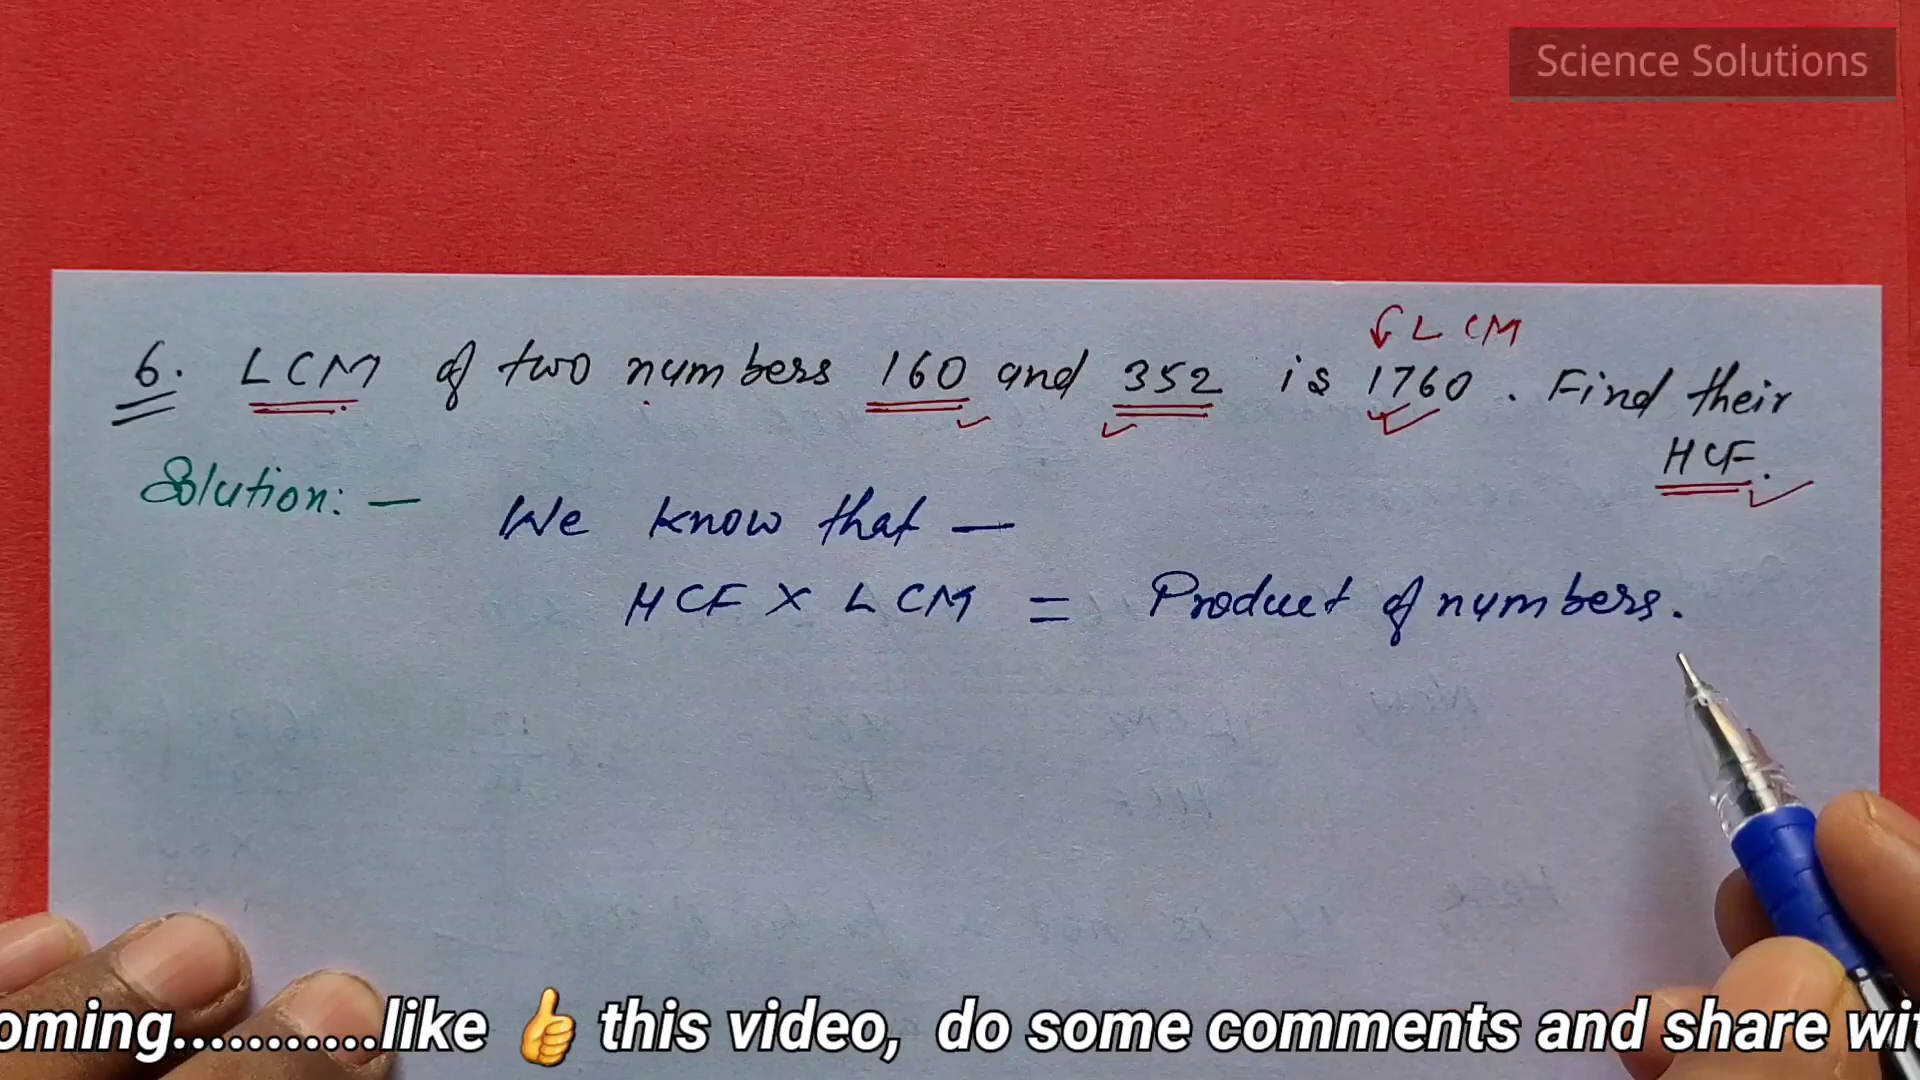 Science Solutions
↓ LCM
6. LCM of two numbers 160 and 352 is 1760. Find their
HCF.
Solution:-
We know that —
HCF X LCM = Product of numbers.
oming...........like 👍 this video, do some comments and share wit